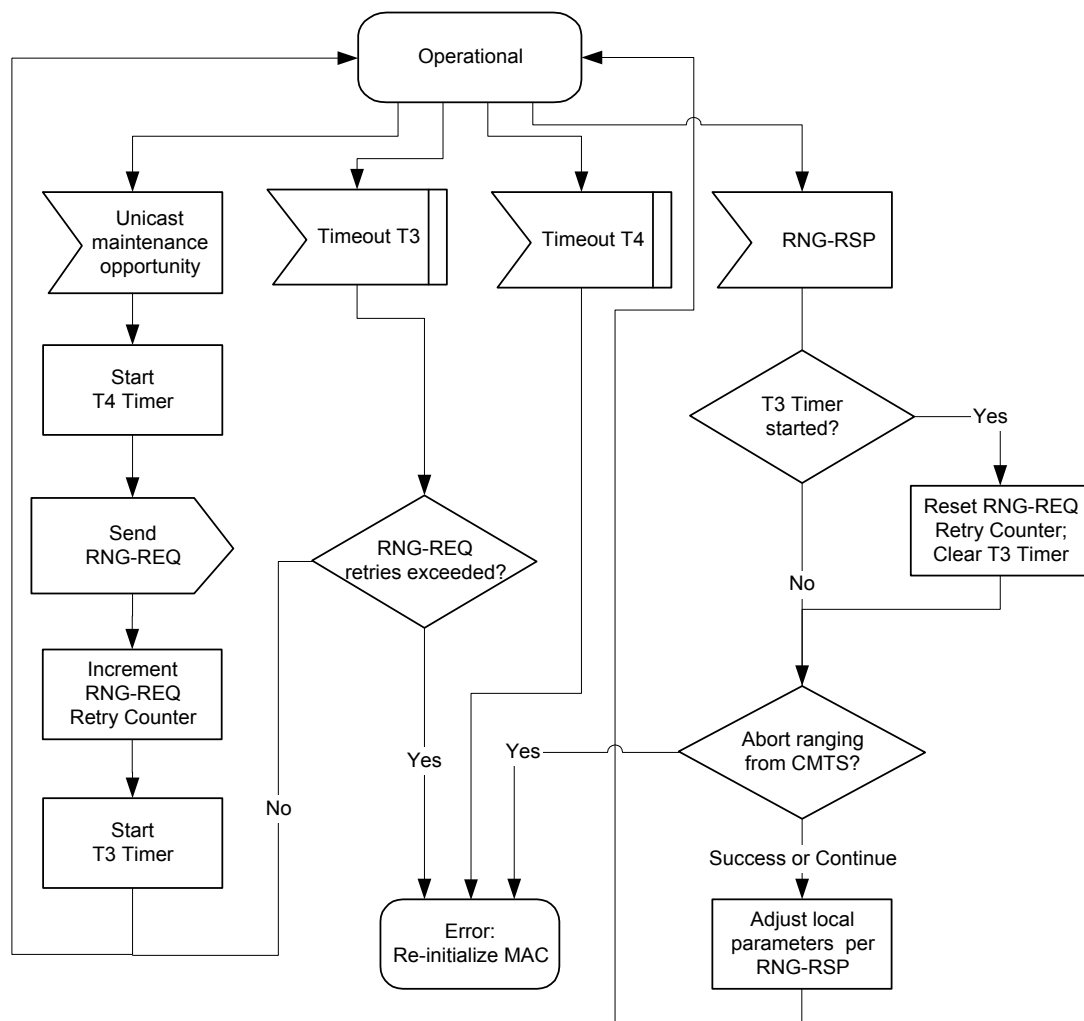 Operational
Unicast
maintenance
opportunity
Timeout T3
Timeout T4
RNG-RSP
Start
T4 Timer
T3 Timer
started?
Yes
Send
RNG-REQ
RNG-REQ
retries exceeded?
Reset RNG-REQ
Retry Counter;
Clear T3 Timer
No
Increment
RNG-REQ
Retry Counter
Yes
Yes
Abort ranging
from CMTS?
No
Start
T3 Timer
Success or Continue
Error:
Re-initialize MAC
Adjust local
parameters per
RNG-RSP